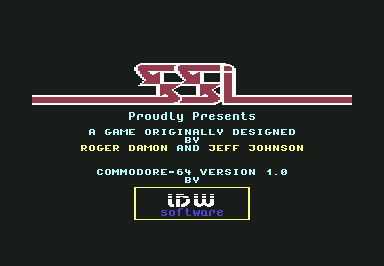 SSI
Proudly Presents
A GAME ORIGINALLY DESIGNED
BY
ROGER DAMON AND JEFF JOHNSON
COMMODORE-64 VERSION 1.0
BY
IDW
software